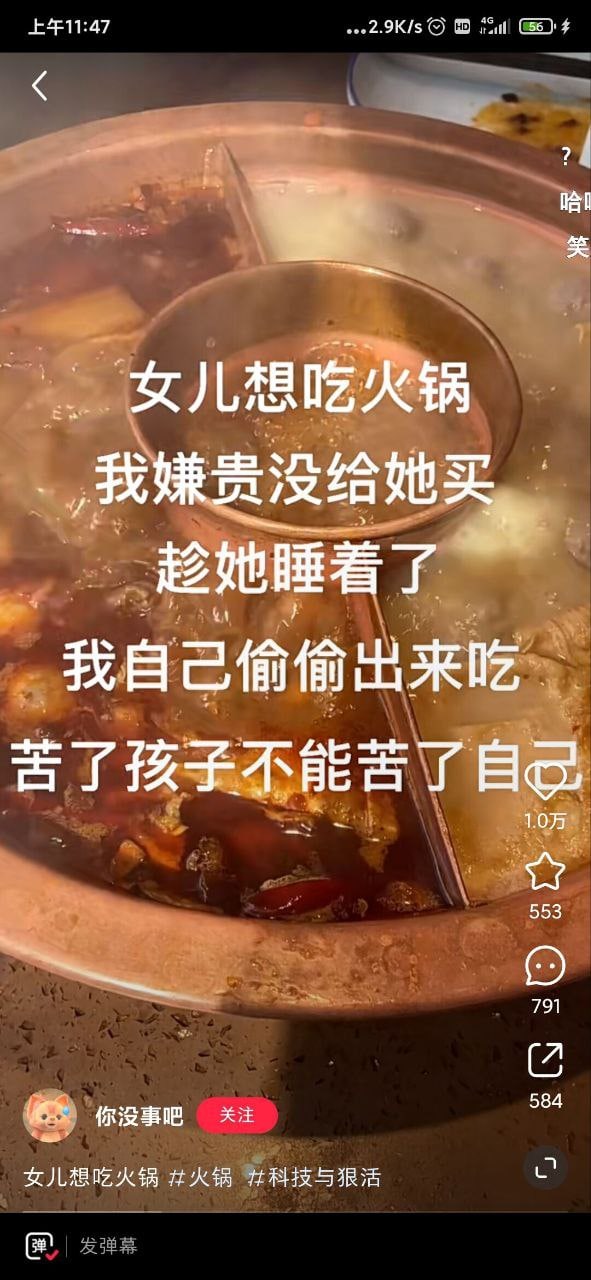 上午11:47
...2.9K/s HD 4G 56
?
哈
笑
女儿想吃火锅
我嫌贵没给她买
趁她睡着了
我自己偷偷出来吃
苦了孩子不能苦了自己
1.0万
553
791
584
你没事吧 关注
女儿想吃火锅 #火锅 #科技与狠活
弹 发弹幕